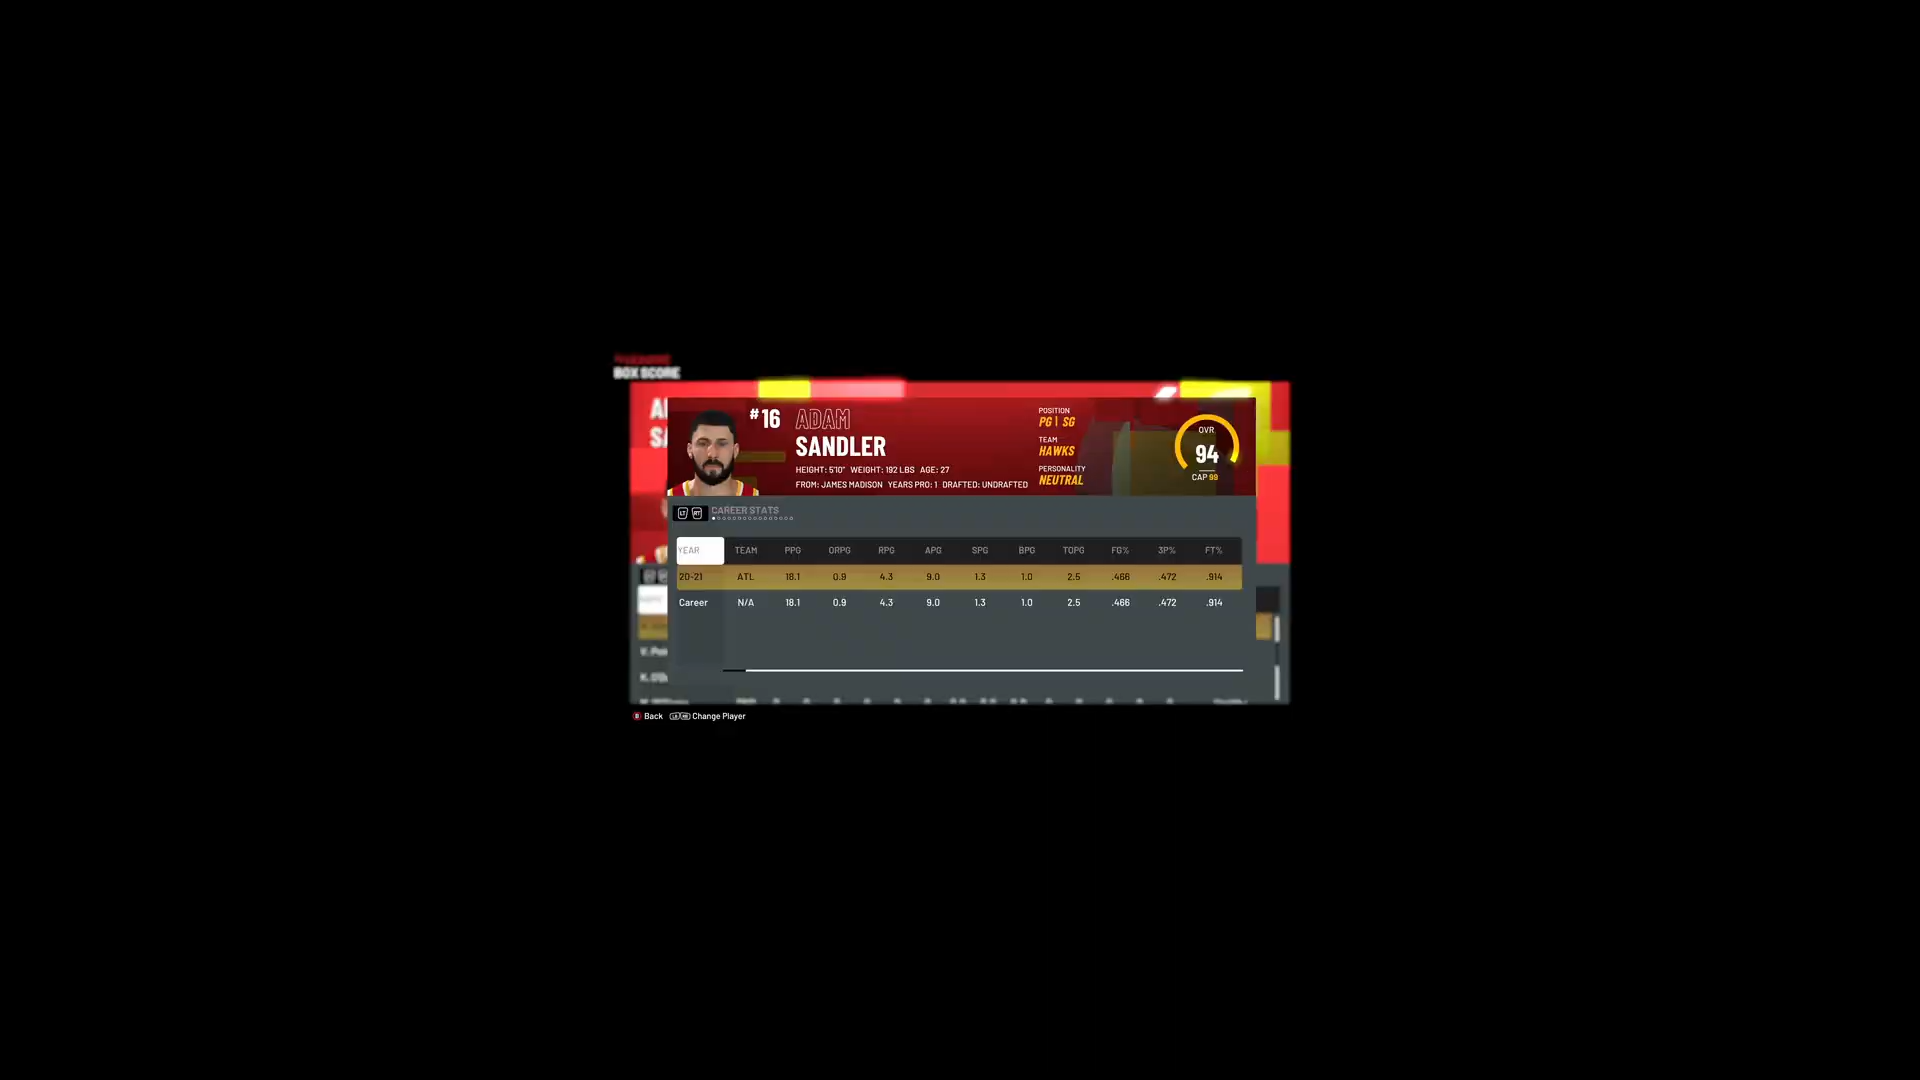 BOX SCORE
#16 ADAM
SANDLER
HEIGHT: 5'10" WEIGHT: 192 LBS AGE: 27
FROM: JAMES MADISON YEARS PRO: 1 DRAFTED: UNDRAFTED
POSITION
PG | SG
TEAM
HAWKS
PERSONALITY
NEUTRAL
OVR
94
CAP 99
LT RT CAREER STATS
YEAR TEAM PPG ORPG RPG APG SPG BPG TOPG FG% 3P% FT%
20-21 ATL 18.1 0.9 4.3 9.0 1.3 1.0 2.5 .466 .472 .914
Career N/A 18.1 0.9 4.3 9.0 1.3 1.0 2.5 .466 .472 .914
B Back LB RB Change Player